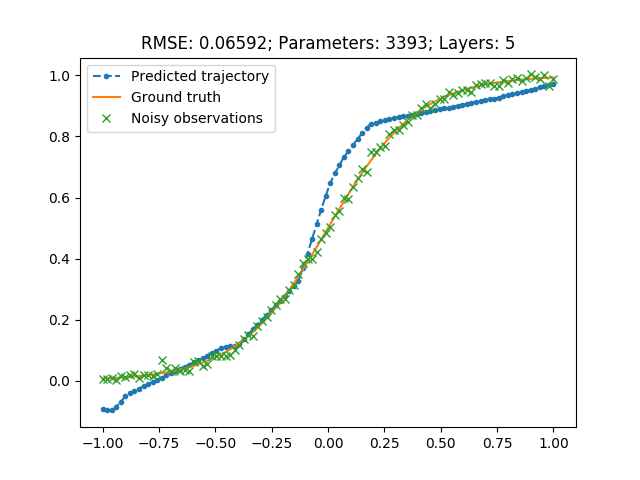 RMSE: 0.06592; Parameters: 3393; Layers: 5
Predicted trajectory
Ground truth
Noisy observations
1.0
0.8
0.6
0.4
0.2
0.0
−1.00 −0.75 −0.50 −0.25 0.00 0.25 0.50 0.75 1.00